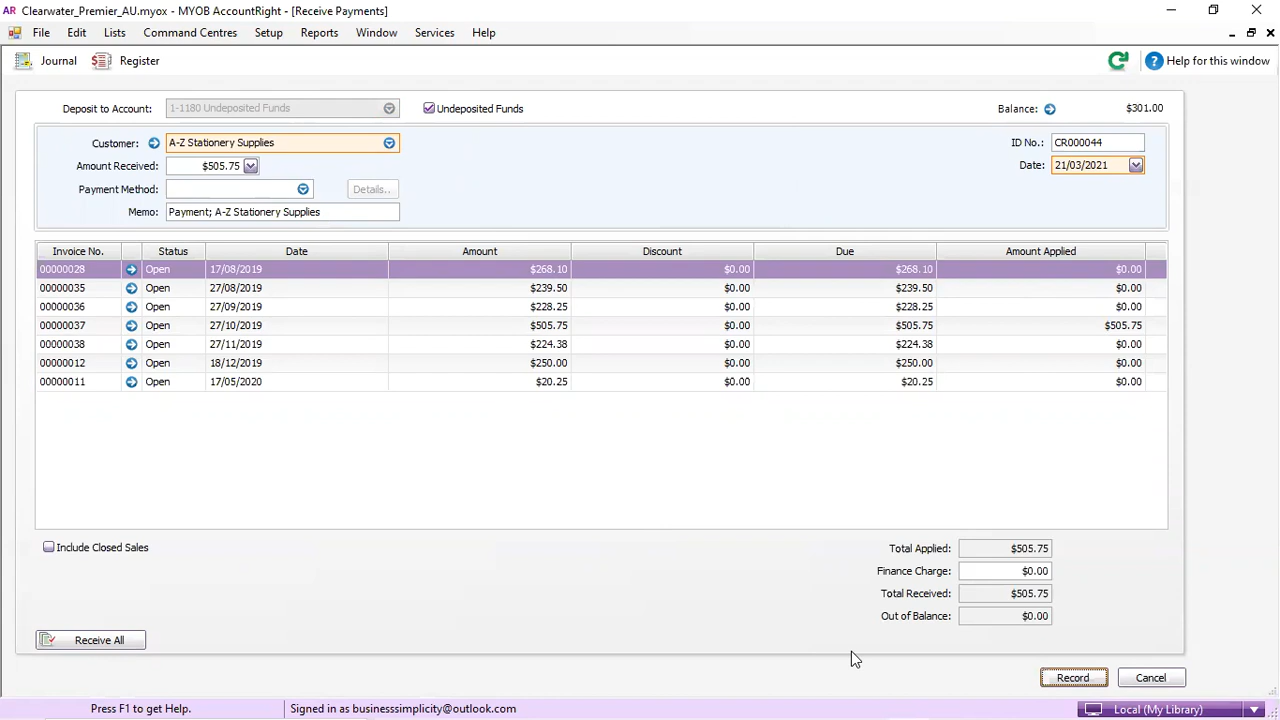 AR Clearwater_Premier_AU.myox - MYOB AccountRight - [Receive Payments]
File Edit Lists Command Centres Setup Reports Window Services Help
Journal Register ? Help for this window
Deposit to Account: 1-1180 Undeposited Funds Undeposited Funds Balance: $301.00
Customer: A-Z Stationery Supplies ID No.: CR000044
Amount Received: $505.75 Date: 21/03/2021
Payment Method: Details..
Memo: Payment; A-Z Stationery Supplies
Invoice No. Status Date Amount Discount Due Amount Applied
00000028 Open 17/08/2019 $268.10 $0.00 $268.10 $0.00
00000035 Open 27/08/2019 $239.50 $0.00 $239.50 $0.00
00000036 Open 27/09/2019 $228.25 $0.00 $228.25 $0.00
00000037 Open 27/10/2019 $505.75 $0.00 $505.75 $505.75
00000038 Open 27/11/2019 $224.38 $0.00 $224.38 $0.00
00000012 Open 18/12/2019 $250.00 $0.00 $250.00 $0.00
00000011 Open 17/05/2020 $20.25 $0.00 $20.25 $0.00
Include Closed Sales Total Applied: $505.75
Finance Charge: $0.00
Total Received: $505.75
Out of Balance: $0.00
Receive All
Record Cancel
Press F1 to get Help. Signed in as businesssimplicity@outlook.com Local (My Library)